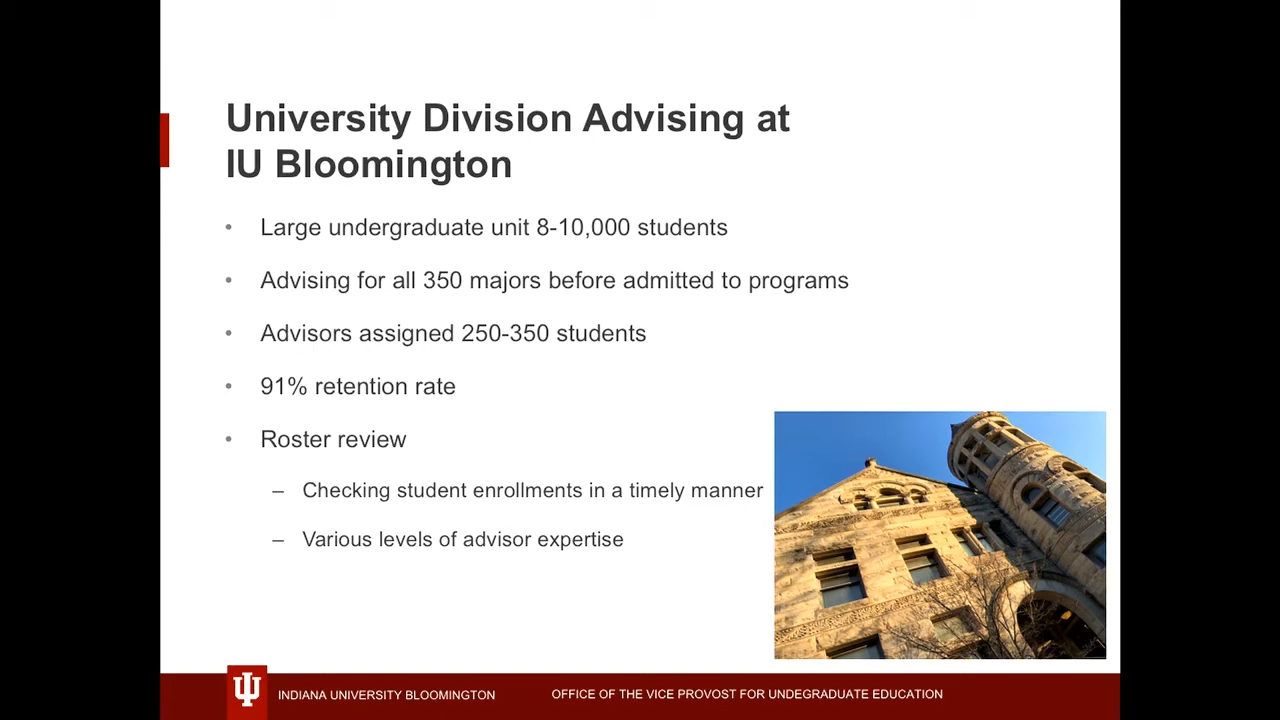 University Division Advising at
IU Bloomington
• Large undergraduate unit 8-10,000 students
• Advising for all 350 majors before admitted to programs
• Advisors assigned 250-350 students
• 91% retention rate
• Roster review
– Checking student enrollments in a timely manner
– Various levels of advisor expertise
INDIANA UNIVERSITY BLOOMINGTON OFFICE OF THE VICE PROVOST FOR UNDEGRADUATE EDUCATION